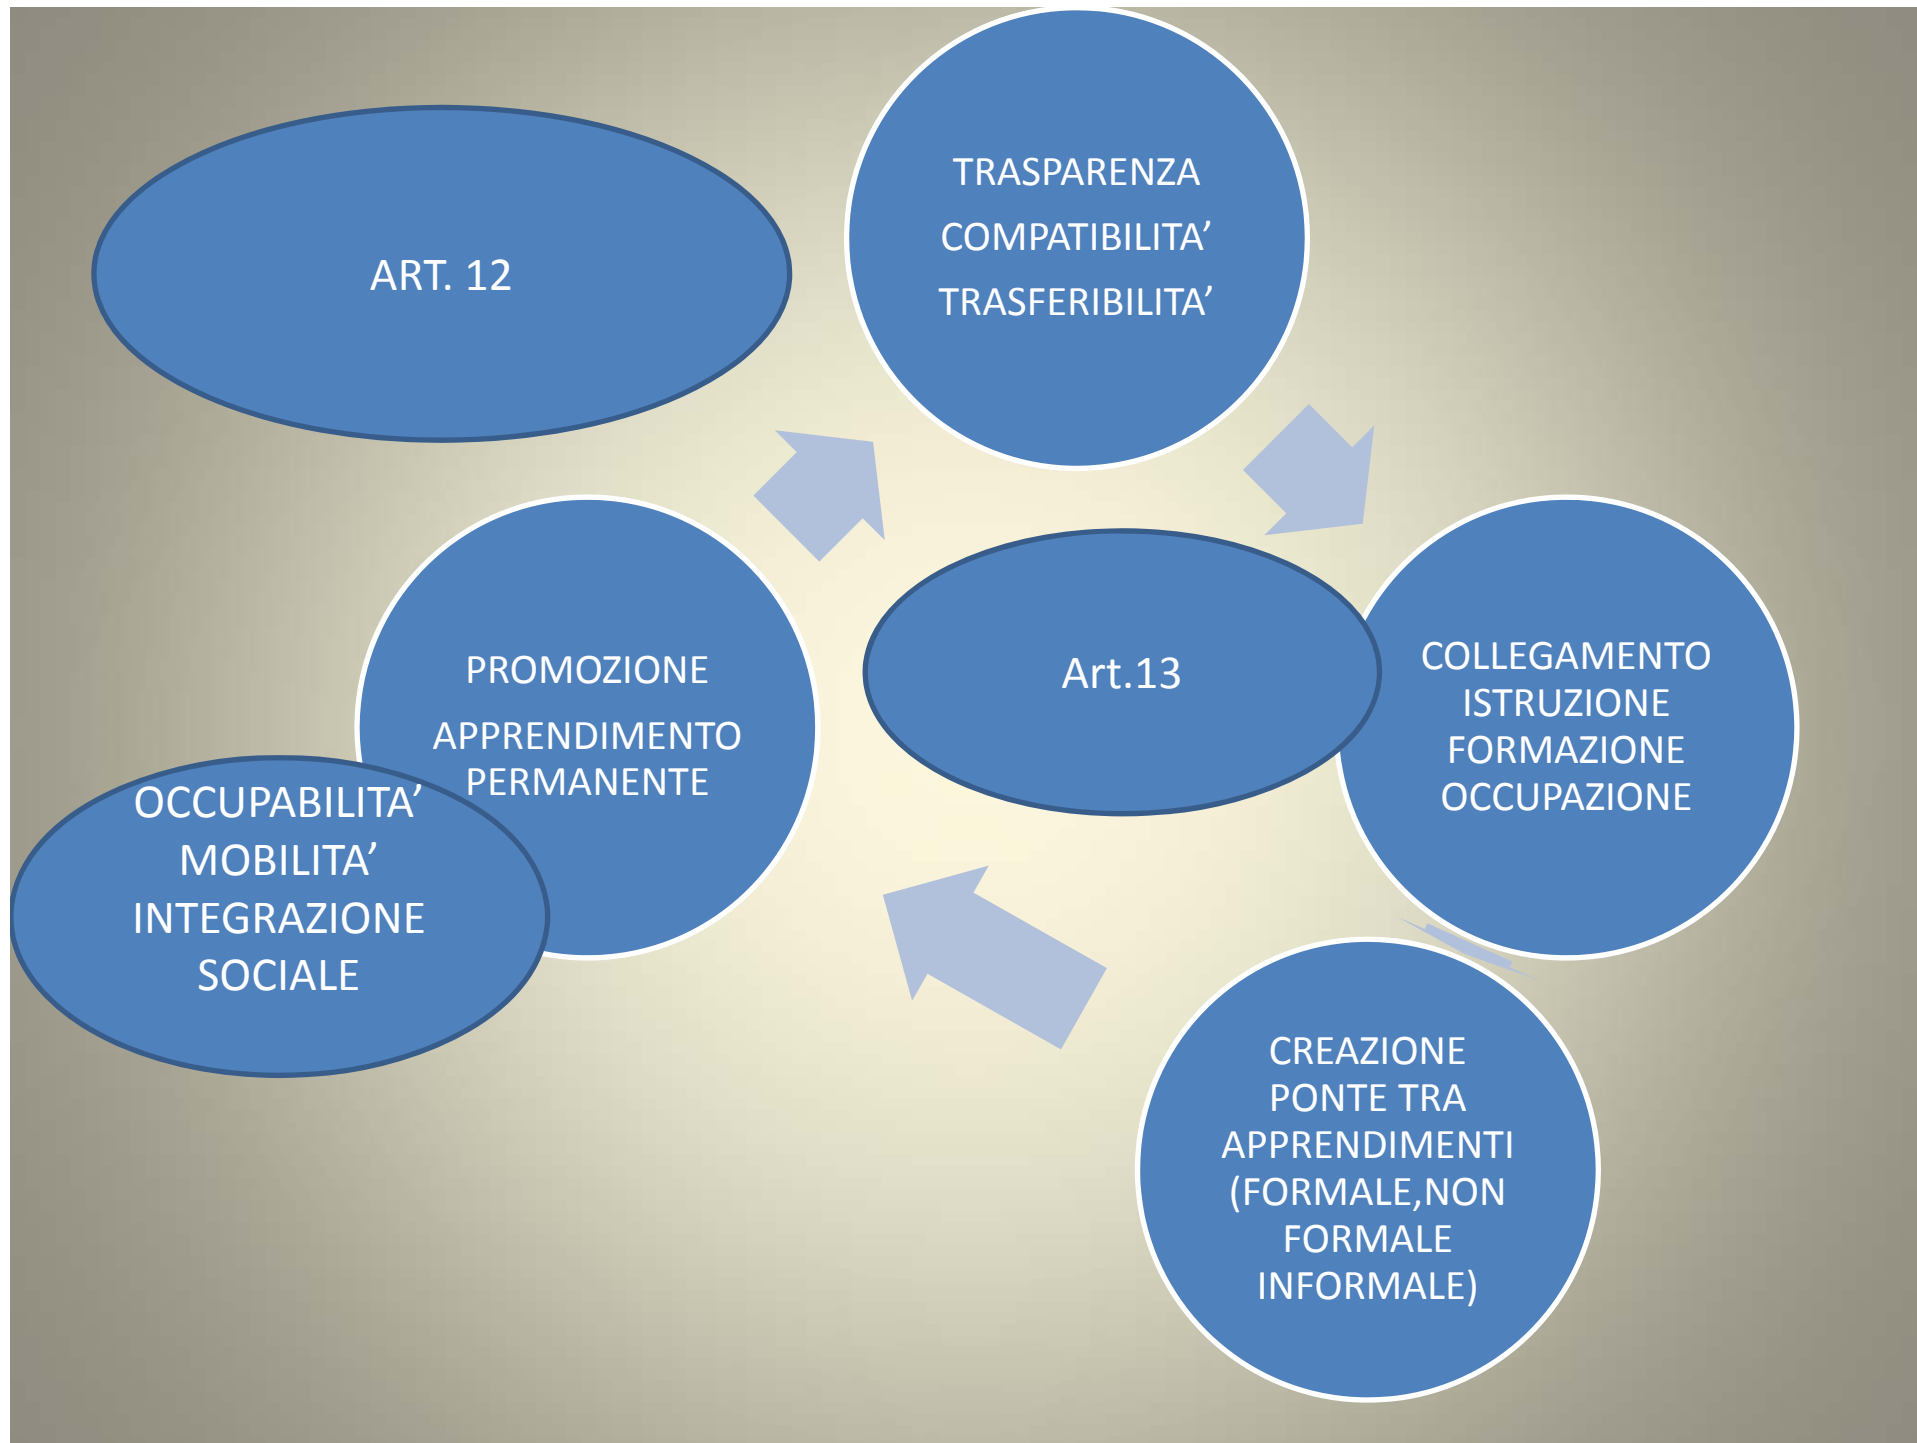 ART. 12
TRASPARENZA
COMPATIBILITA’
TRASFERIBILITA’
Art.13
COLLEGAMENTO
ISTRUZIONE
FORMAZIONE
OCCUPAZIONE
CREAZIONE
PONTE TRA
APPRENDIMENTI
(FORMALE,NON
FORMALE
INFORMALE)
PROMOZIONE
APPRENDIMENTO
PERMANENTE
OCCUPABILITA’
MOBILITA’
INTEGRAZIONE
SOCIALE